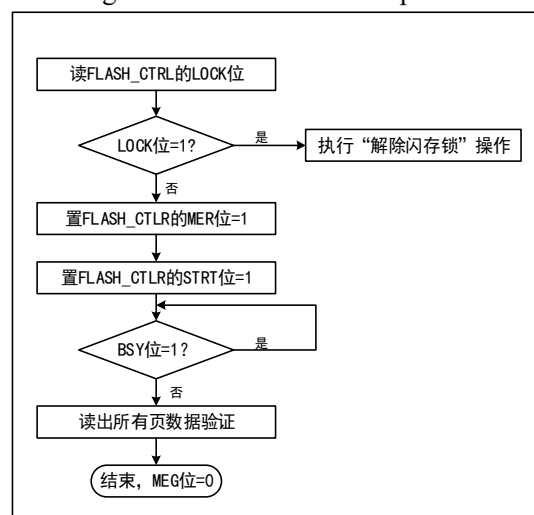 读FLASH_CTRL的LOCK位
LOCK位=1?
是
执行“解除闪存锁”操作
否
置FLASH_CTLR的MER位=1
置FLASH_CTLR的STRT位=1
BSY位=1?
是
否
读出所有页数据验证
结束，MEG位=0